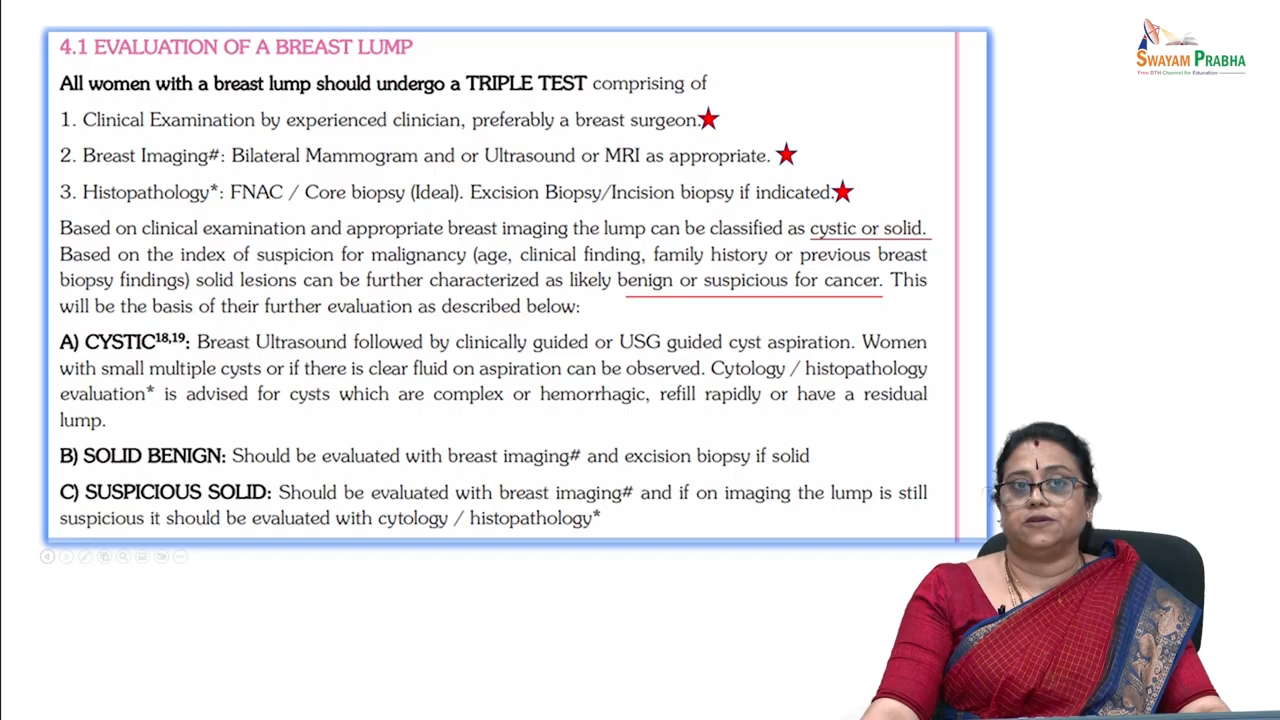 4.1 EVALUATION OF A BREAST LUMP
All women with a breast lump should undergo a TRIPLE TEST comprising of
1. Clinical Examination by experienced clinician, preferably a breast surgeon.
2. Breast Imaging#: Bilateral Mammogram and or Ultrasound or MRI as appropriate.
3. Histopathology*: FNAC / Core biopsy (Ideal). Excision Biopsy/Incision biopsy if indicated.
Based on clinical examination and appropriate breast imaging the lump can be classified as cystic or solid.
Based on the index of suspicion for malignancy (age, clinical finding, family history or previous breast
biopsy findings) solid lesions can be further characterized as likely benign or suspicious for cancer. This
will be the basis of their further evaluation as described below:
A) CYSTIC18,19: Breast Ultrasound followed by clinically guided or USG guided cyst aspiration. Women
with small multiple cysts or if there is clear fluid on aspiration can be observed. Cytology / histopathology
evaluation* is advised for cysts which are complex or hemorrhagic, refill rapidly or have a residual
lump.
B) SOLID BENIGN: Should be evaluated with breast imaging# and excision biopsy if solid
C) SUSPICIOUS SOLID: Should be evaluated with breast imaging# and if on imaging the lump is still
suspicious it should be evaluated with cytology / histopathology*
SWAYAM PRABHA
Free DTH Channel for Education